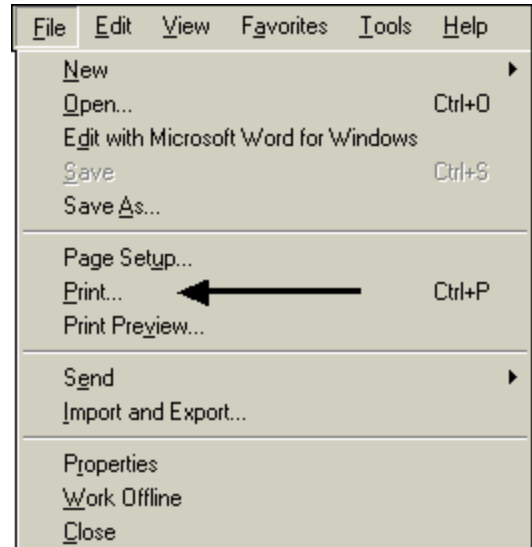 File Edit View Favorites Tools Help
New
Open... Ctrl+O
Edit with Microsoft Word for Windows
Save Ctrl+S
Save As...
Page Setup...
Print... Ctrl+P
Print Preview...
Send
Import and Export...
Properties
Work Offline
Close